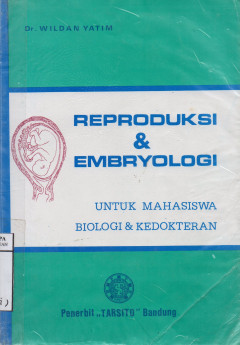 Dr. WILDAN YATIM
REPRODUKSI
&
EMBRYOLOGI
UNTUK MAHASISWA
BIOLOGI & KEDOKTERAN
Penerbit „TARSITO" Bandung